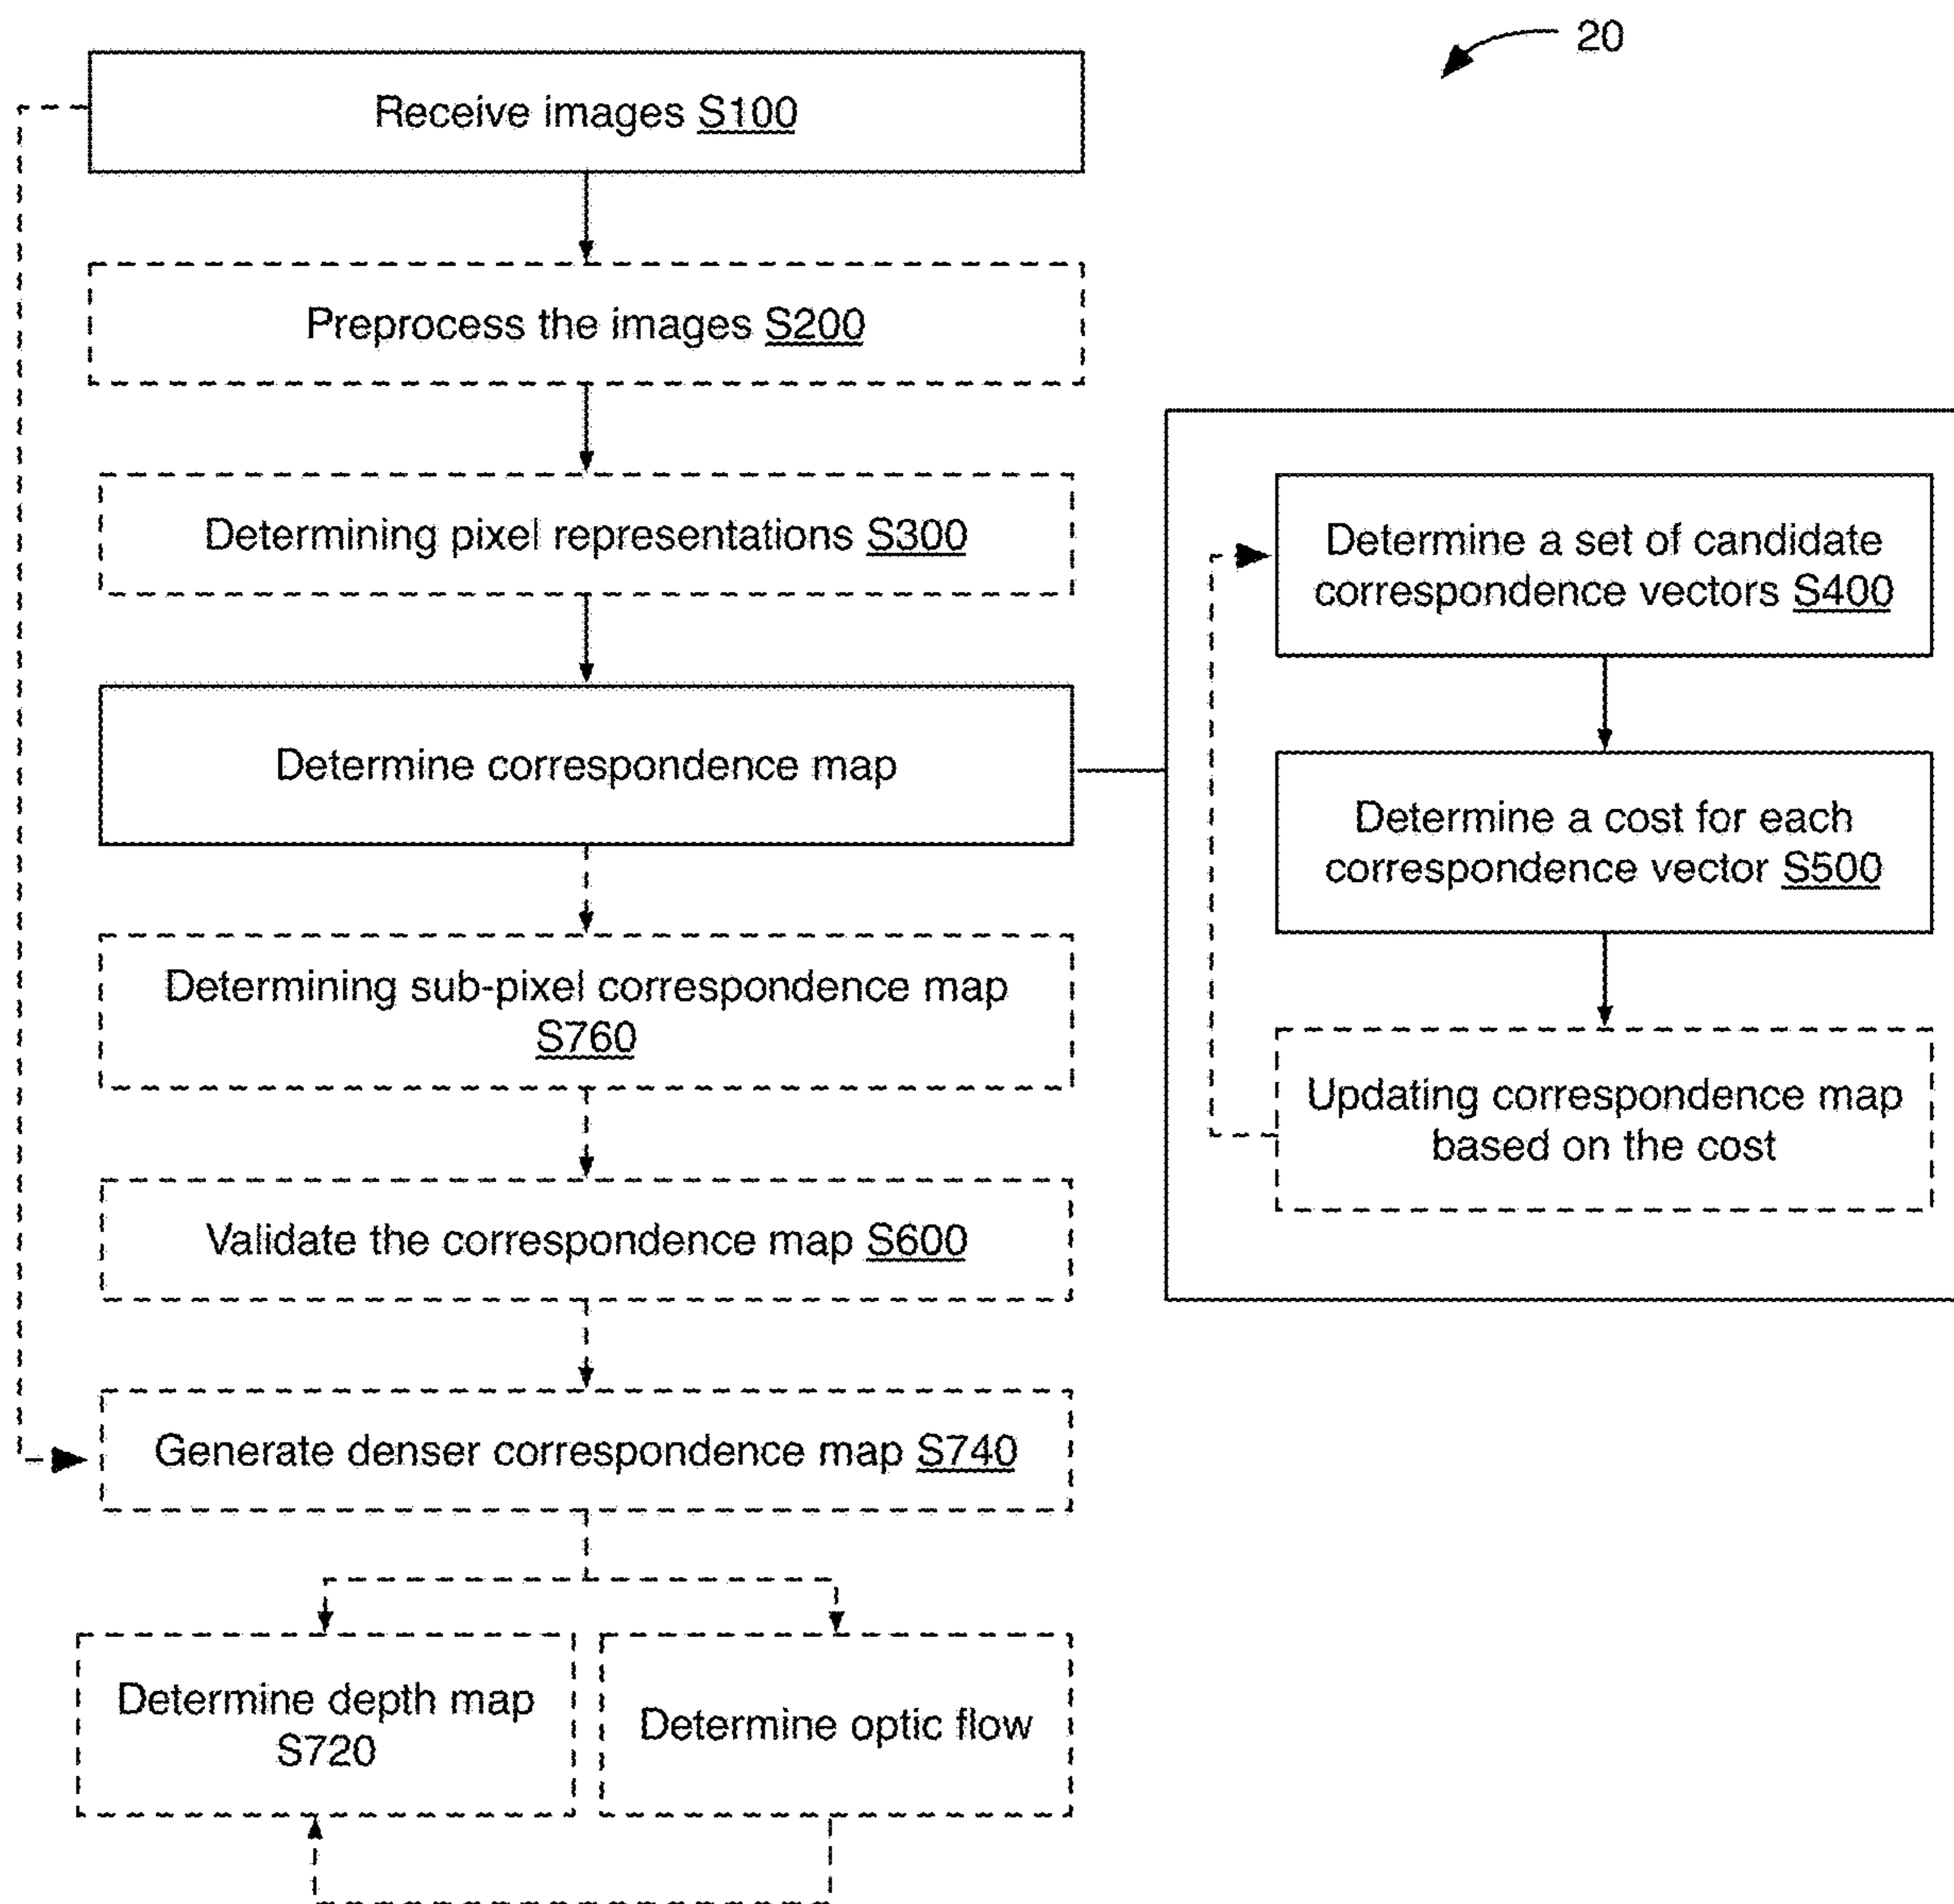 20
Receive images S100
Preprocess the images S200
Determining pixel representations S300
Determine correspondence map
Determining sub-pixel correspondence map
S760
Validate the correspondence map S600
Generate denser correspondence map S740
Determine depth map
S720
Determine optic flow
Determine a set of candidate
correspondence vectors S400
Determine a cost for each
correspondence vector S500
Updating correspondence map
based on the cost